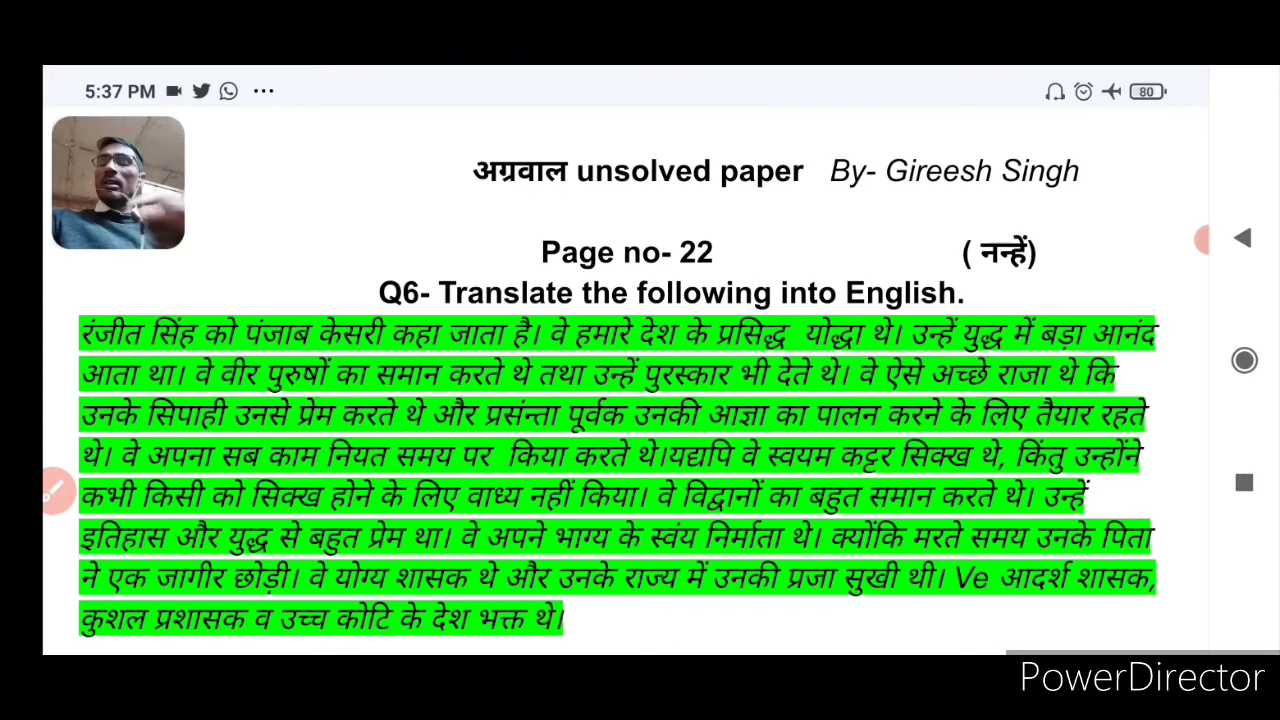 5:37 PM
80
अग्रवाल unsolved paper By- Gireesh Singh
Page no- 22 ( नन्हें)
Q6- Translate the following into English.
रंजीत सिंह को पंजाब केसरी कहा जाता है। वे हमारे देश के प्रसिद्ध योद्धा थे। उन्हें युद्ध में बड़ा आनंद
आता था। वे वीर पुरुषों का समान करते थे तथा उन्हें पुरस्कार भी देते थे। वे ऐसे अच्छे राजा थे कि
उनके सिपाही उनसे प्रेम करते थे और प्रसंन्ता पूर्वक उनकी आज्ञा का पालन करने के लिए तैयार रहते
थे। वे अपना सब काम नियत समय पर किया करते थे।यद्यपि वे स्वयम कट्टर सिक्ख थे, किंतु उन्होंने
कभी किसी को सिक्ख होने के लिए वाध्य नहीं किया। वे विद्वानों का बहुत समान करते थे। उन्हें
इतिहास और युद्ध से बहुत प्रेम था। वे अपने भाग्य के स्वंय निर्माता थे। क्योंकि मरते समय उनके पिता
ने एक जागीर छोड़ी। वे योग्य शासक थे और उनके राज्य में उनकी प्रजा सुखी थी। Ve आदर्श शासक,
कुशल प्रशासक व उच्च कोटि के देश भक्त थे।
PowerDirector